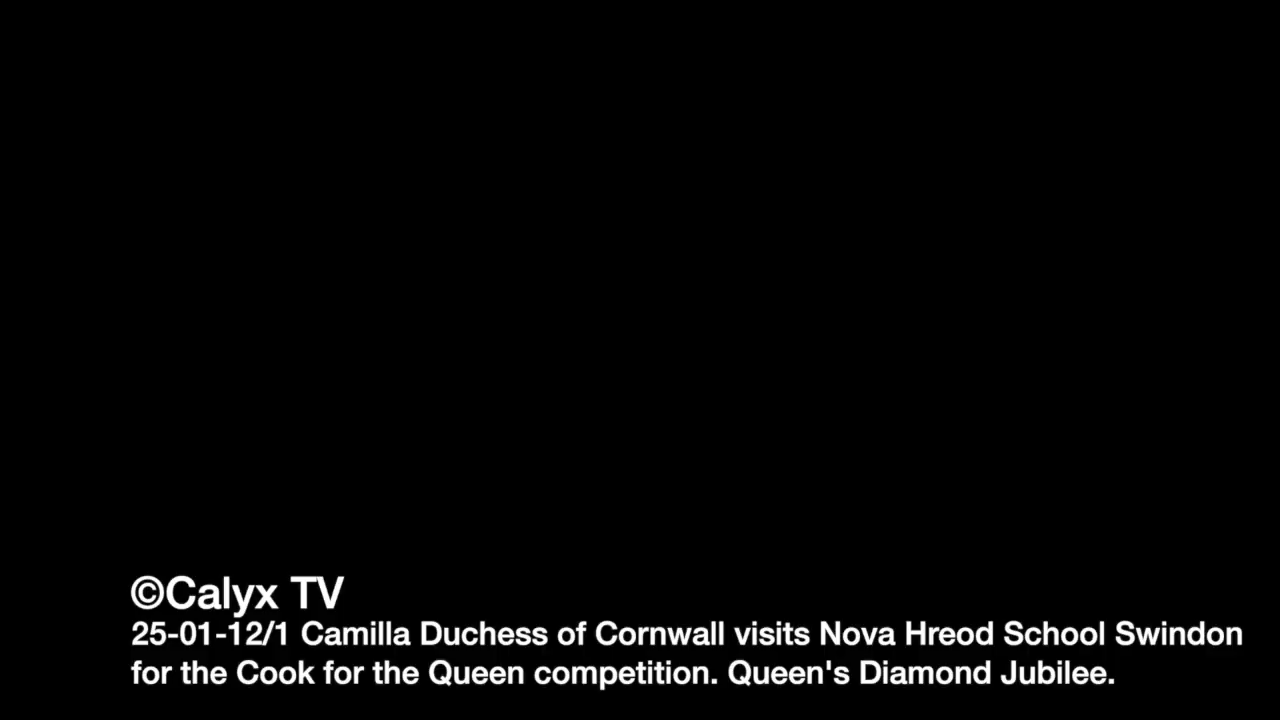 ©Calyx TV
25-01-12/1 Camilla Duchess of Cornwall visits Nova Hreod School Swindon
for the Cook for the Queen competition. Queen's Diamond Jubilee.